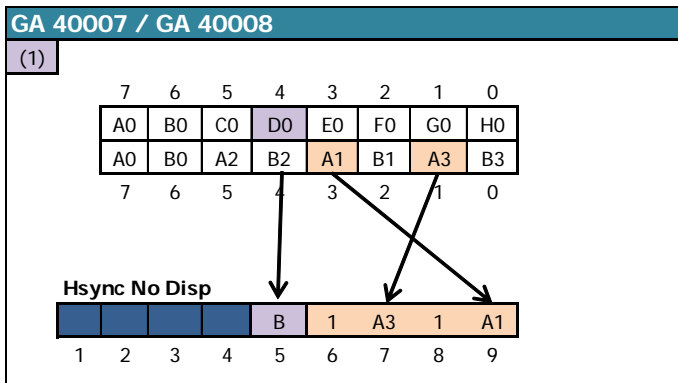 GA 40007 / GA 40008
(1)
7 6 5 4 3 2 1 0
A0 B0 C0 D0 E0 F0 G0 H0
A0 B0 A2 B2 A1 B1 A3 B3
7 6 5 4 3 2 1 0
Hsync No Disp
B 1 A3 1 A1
1 2 3 4 5 6 7 8 9